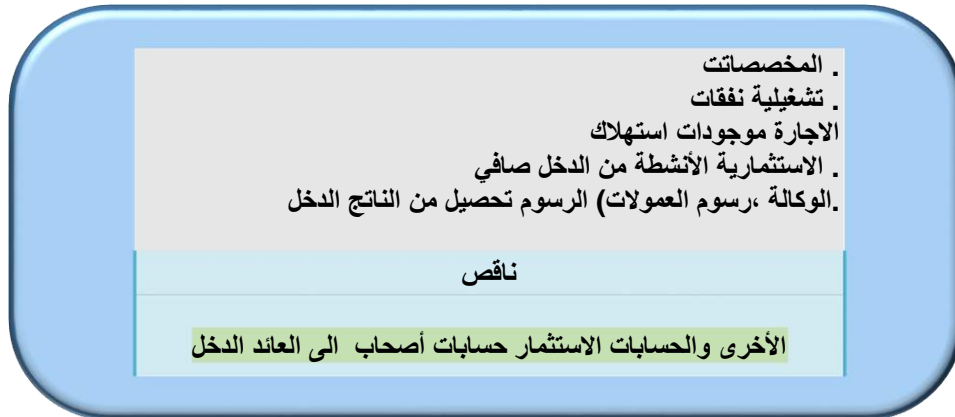 . المخصصاتت
. تشغيلية نفقات
الاجارة موجودات استهلاك
. الاستثمارية الأنشطة من الدخل صافي
.الوكالة ،رسوم العمولات) الرسوم تحصيل من الناتج الدخل
ناقص
الأخرى والحسابات الاستثمار حسابات أصحاب الى العائد الدخل